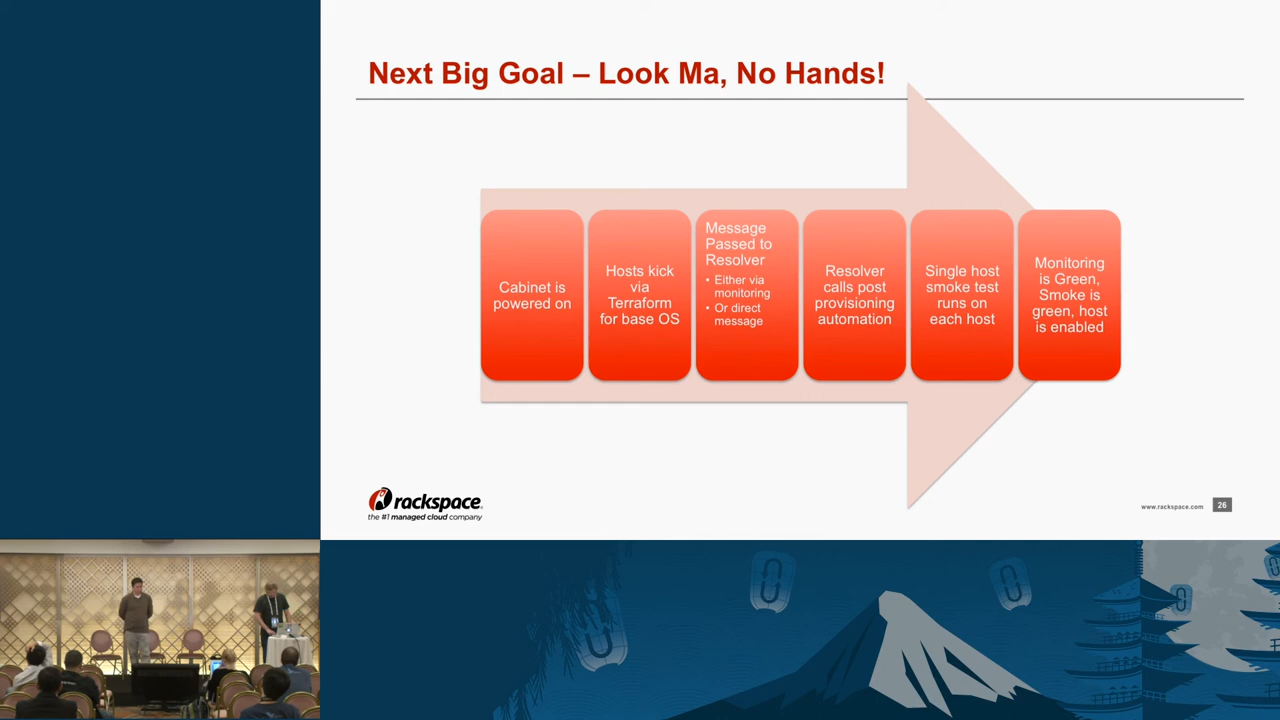 Next Big Goal – Look Ma, No Hands!
Cabinet is
powered on
Hosts kick
via
Terraform
for base OS
Message
Passed to
Resolver
• Either via
monitoring
• Or direct
message
Resolver
calls post
provisioning
automation
Single host
smoke test
runs on
each host
Monitoring
is Green,
Smoke is
green, host
is enabled
rackspace®
the #1 managed cloud company
www.rackspace.com
26